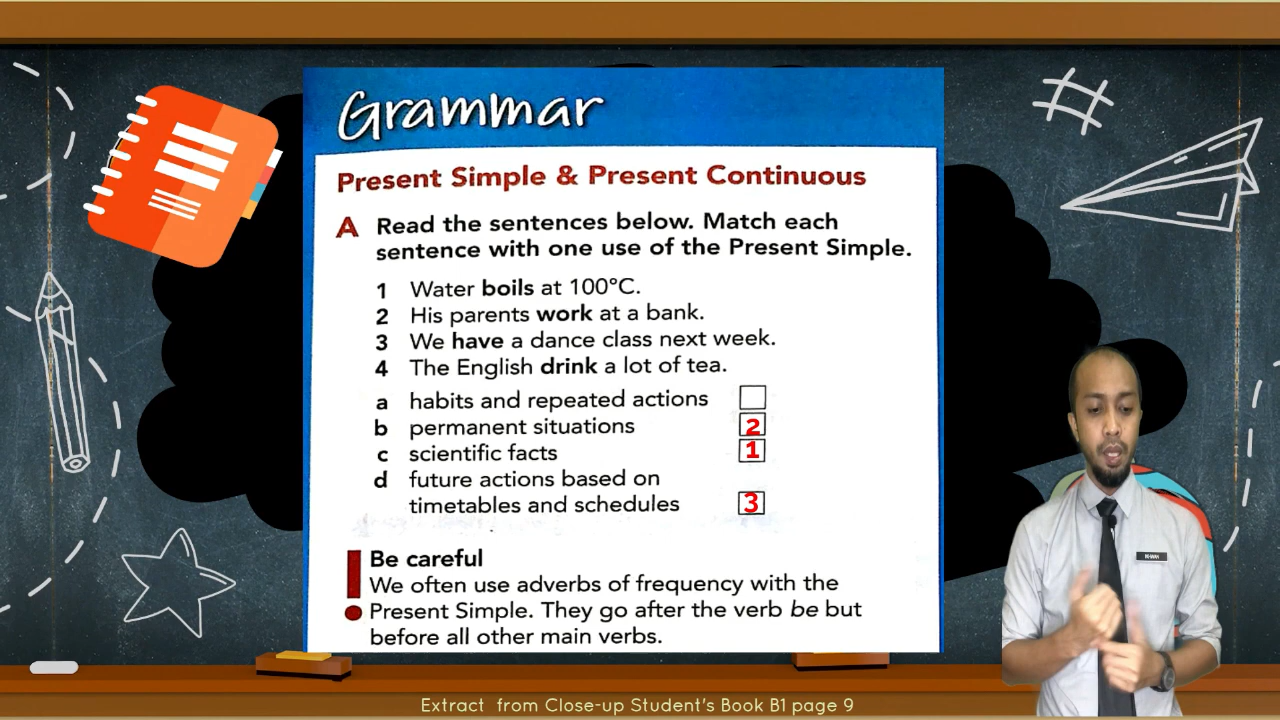 Grammar
Present Simple & Present Continuous
A Read the sentences below. Match each
sentence with one use of the Present Simple.
1 Water boils at 100°C.
2 His parents work at a bank.
3 We have a dance class next week.
4 The English drink a lot of tea.
a habits and repeated actions
b permanent situations 2
c scientific facts 1
d future actions based on
timetables and schedules 3
! Be careful
We often use adverbs of frequency with the
Present Simple. They go after the verb be but
before all other main verbs.
Extract from Close-up Student's Book B1 page 9